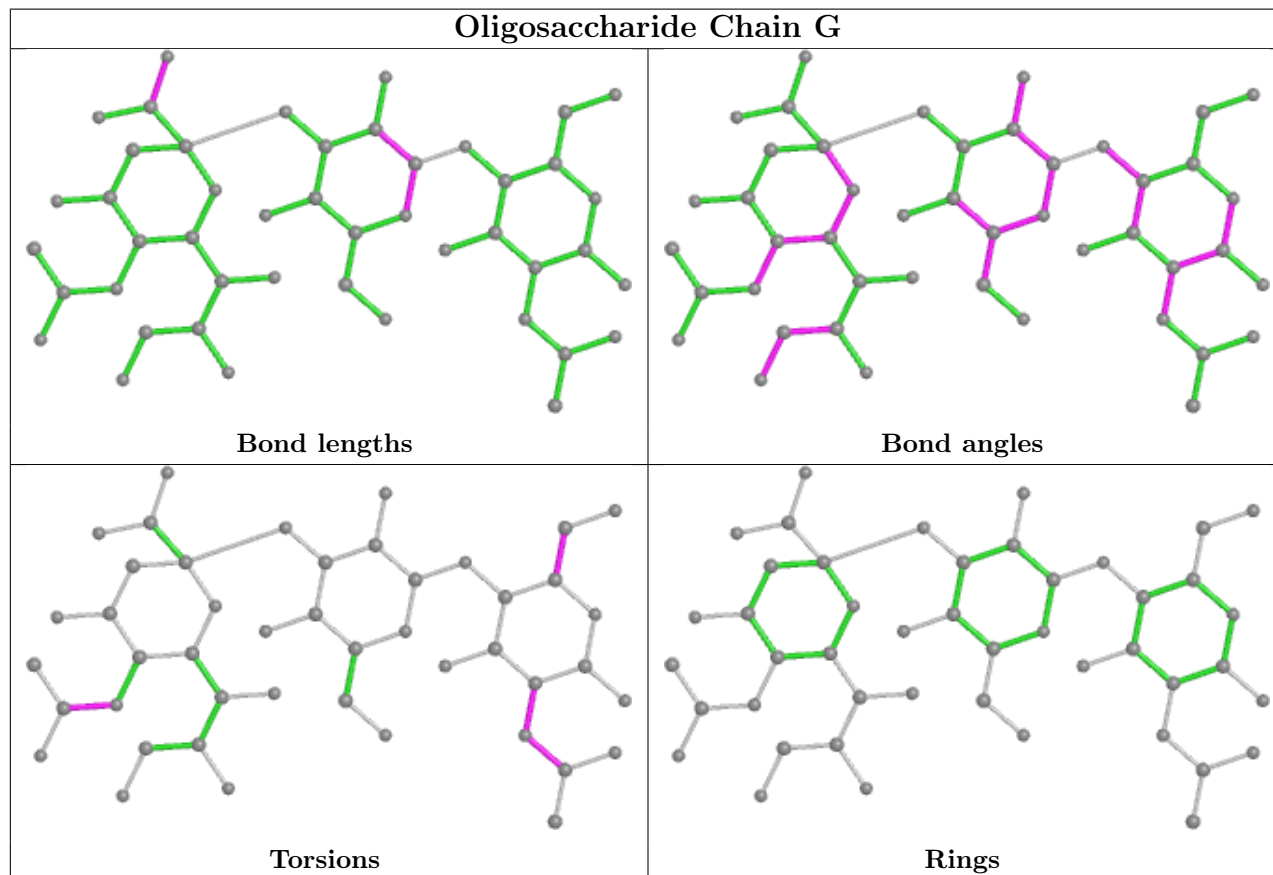 Oligosaccharide Chain G
Bond lengths
Bond angles
Torsions
Rings